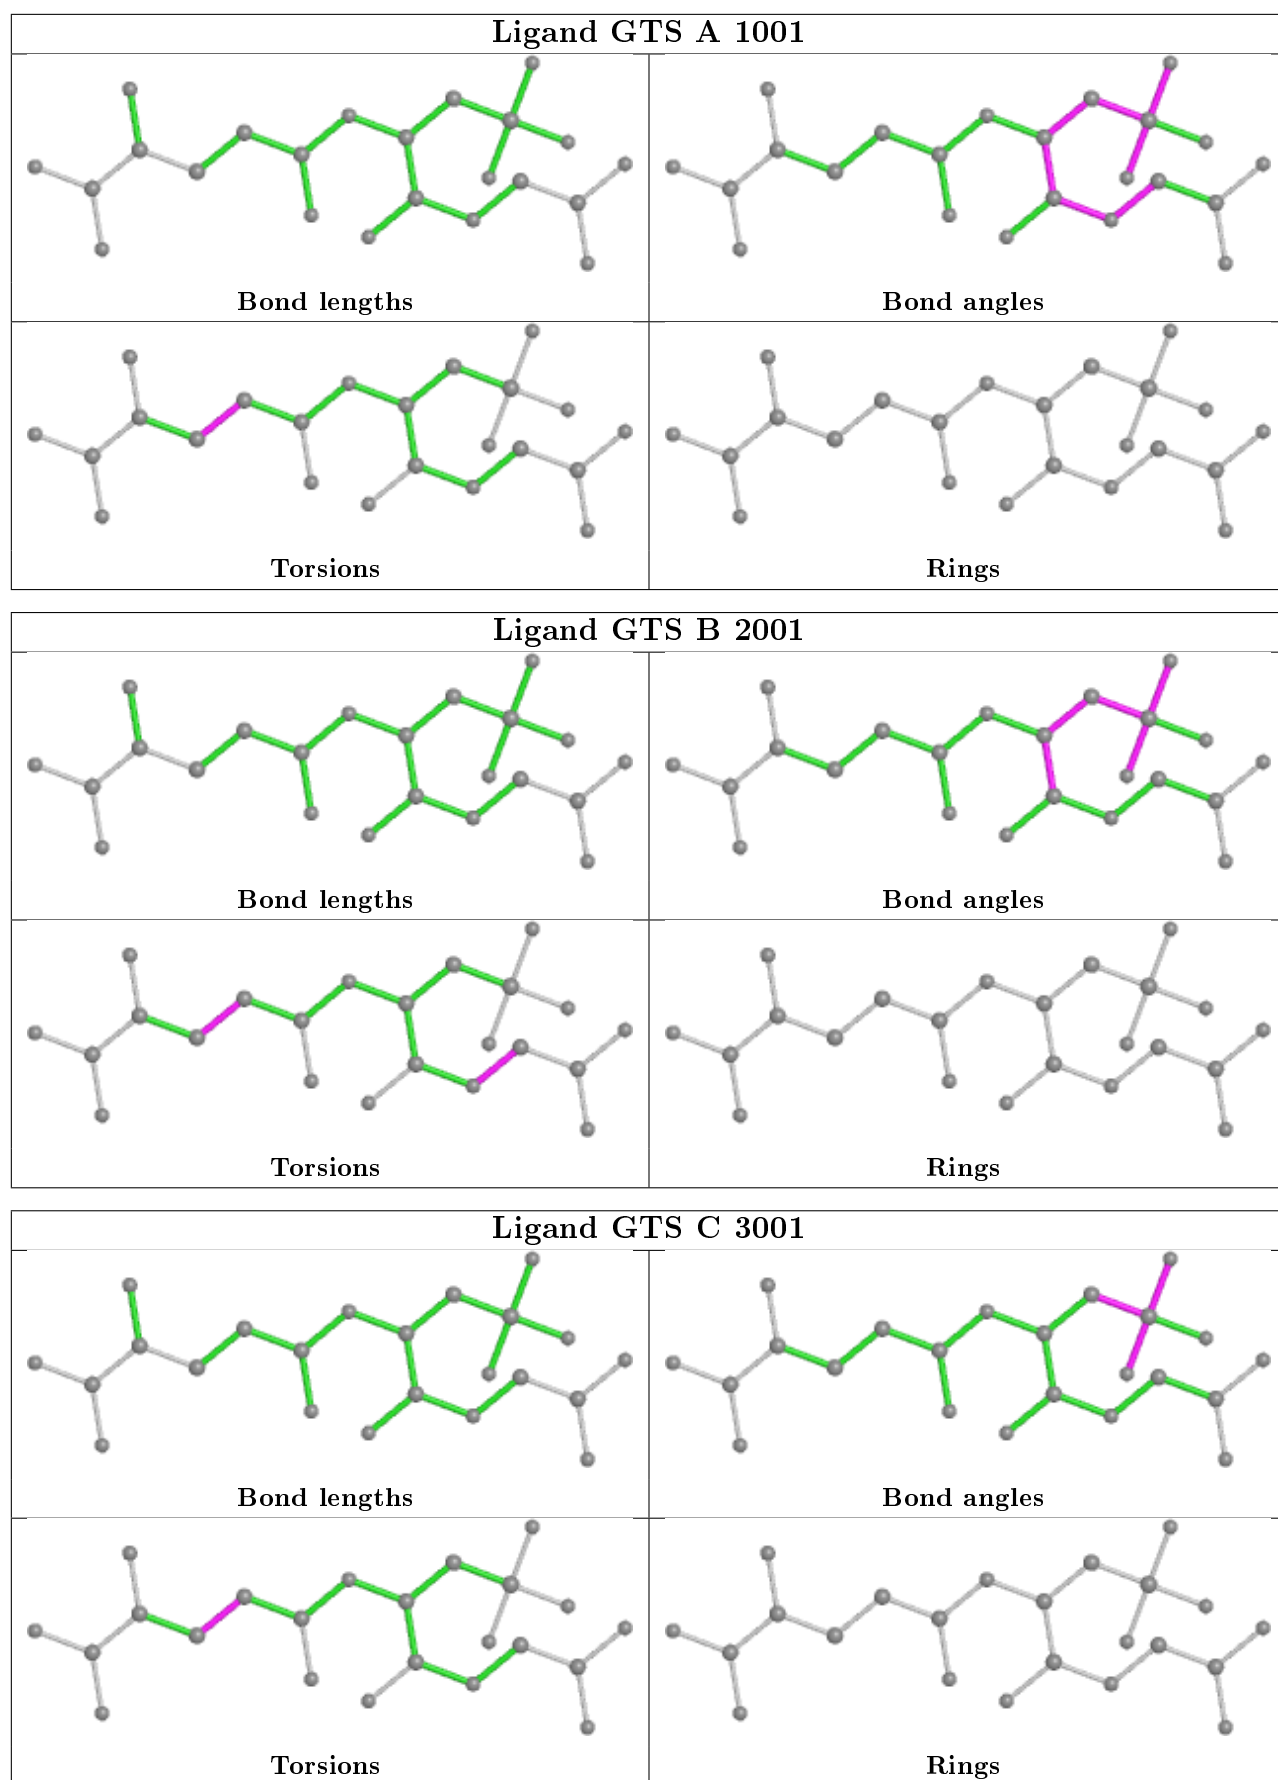 Ligand GTS A 1001
Bond lengths
Bond angles
Torsions
Rings
Ligand GTS B 2001
Bond lengths
Bond angles
Torsions
Rings
Ligand GTS C 3001
Bond lengths
Bond angles
Torsions
Rings